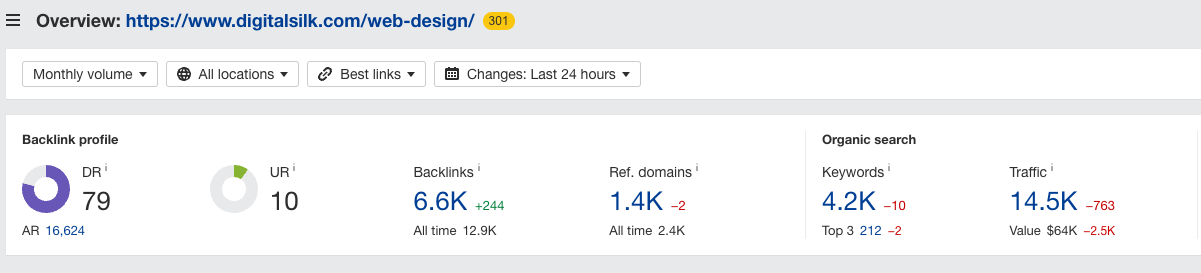 Overview: https://www.digitalsilk.com/web-design/ 301
Monthly volume All locations Best links Changes: Last 24 hours
Backlink profile Organic search
DR i UR i Backlinks i Ref. domains i Keywords i Traffic i
79 10 6.6K +244 1.4K −2 4.2K −10 14.5K −763
AR 16,624 All time 12.9K All time 2.4K Top 3 212 −2 Value $64K −2.5K